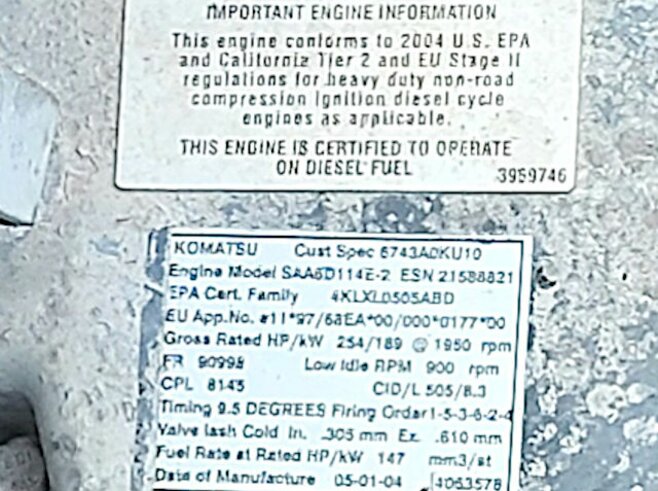 IMPORTANT ENGINE INFORMATION
This engine conforms to 2004 U.S. EPA
and California Tier 2 and EU Stage II
regulations for heavy duty non-road
compression ignition diesel cycle
engines as applicable.
THIS ENGINE IS CERTIFIED TO OPERATE
ON DIESEL FUEL
3959746
KOMATSU Cust Spec 6743A0KU10
Engine Model SAA6D114E-2 ESN 21588821
EPA Cert. Family 4KLXL0505ABD
EU App.No. e11*97/68EA*00/000*0177*00
Gross Rated HP/kW 254/189 @ 1950 rpm
FR 90998 Low Idle RPM 900 rpm
CPL 8145 CID/L 505/8.3
Timing 9.5 DEGREES Firing Order 1-5-3-6-2-4
Valve lash Cold In. .305 mm Ex. .610 mm
Fuel Rate at Rated HP/kW 147 mm3/st
Date of Manufacture 05-01-04 4053578